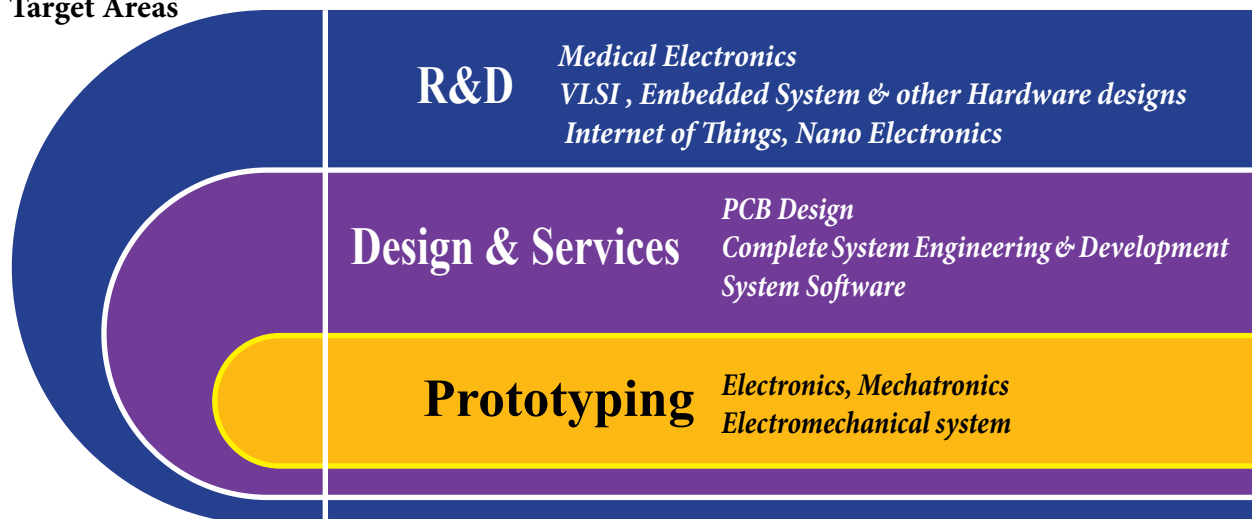 Target Areas
R&D
Medical Electronics
VLSI , Embedded System & other Hardware designs
Internet of Things, Nano Electronics
Design & Services
PCB Design
Complete System Engineering & Development
System Software
Prototyping
Electronics, Mechatronics
Electromechanical system